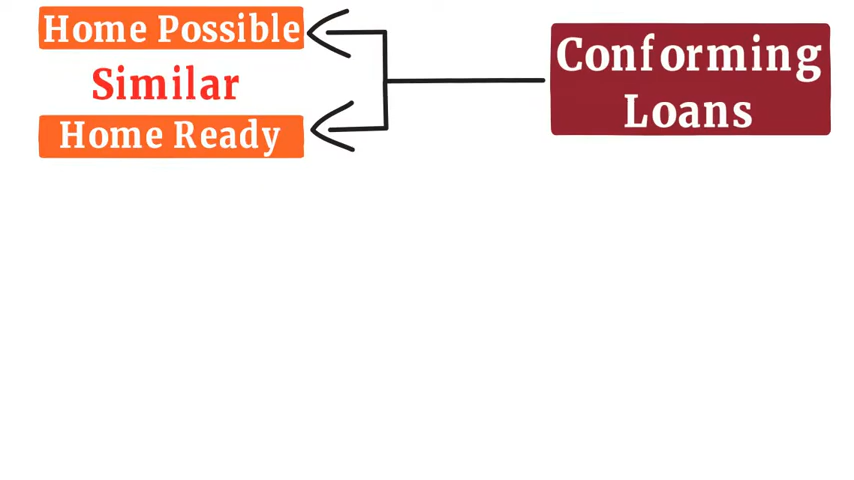 Home Possible
Similar
Home Ready
Conforming
Loans